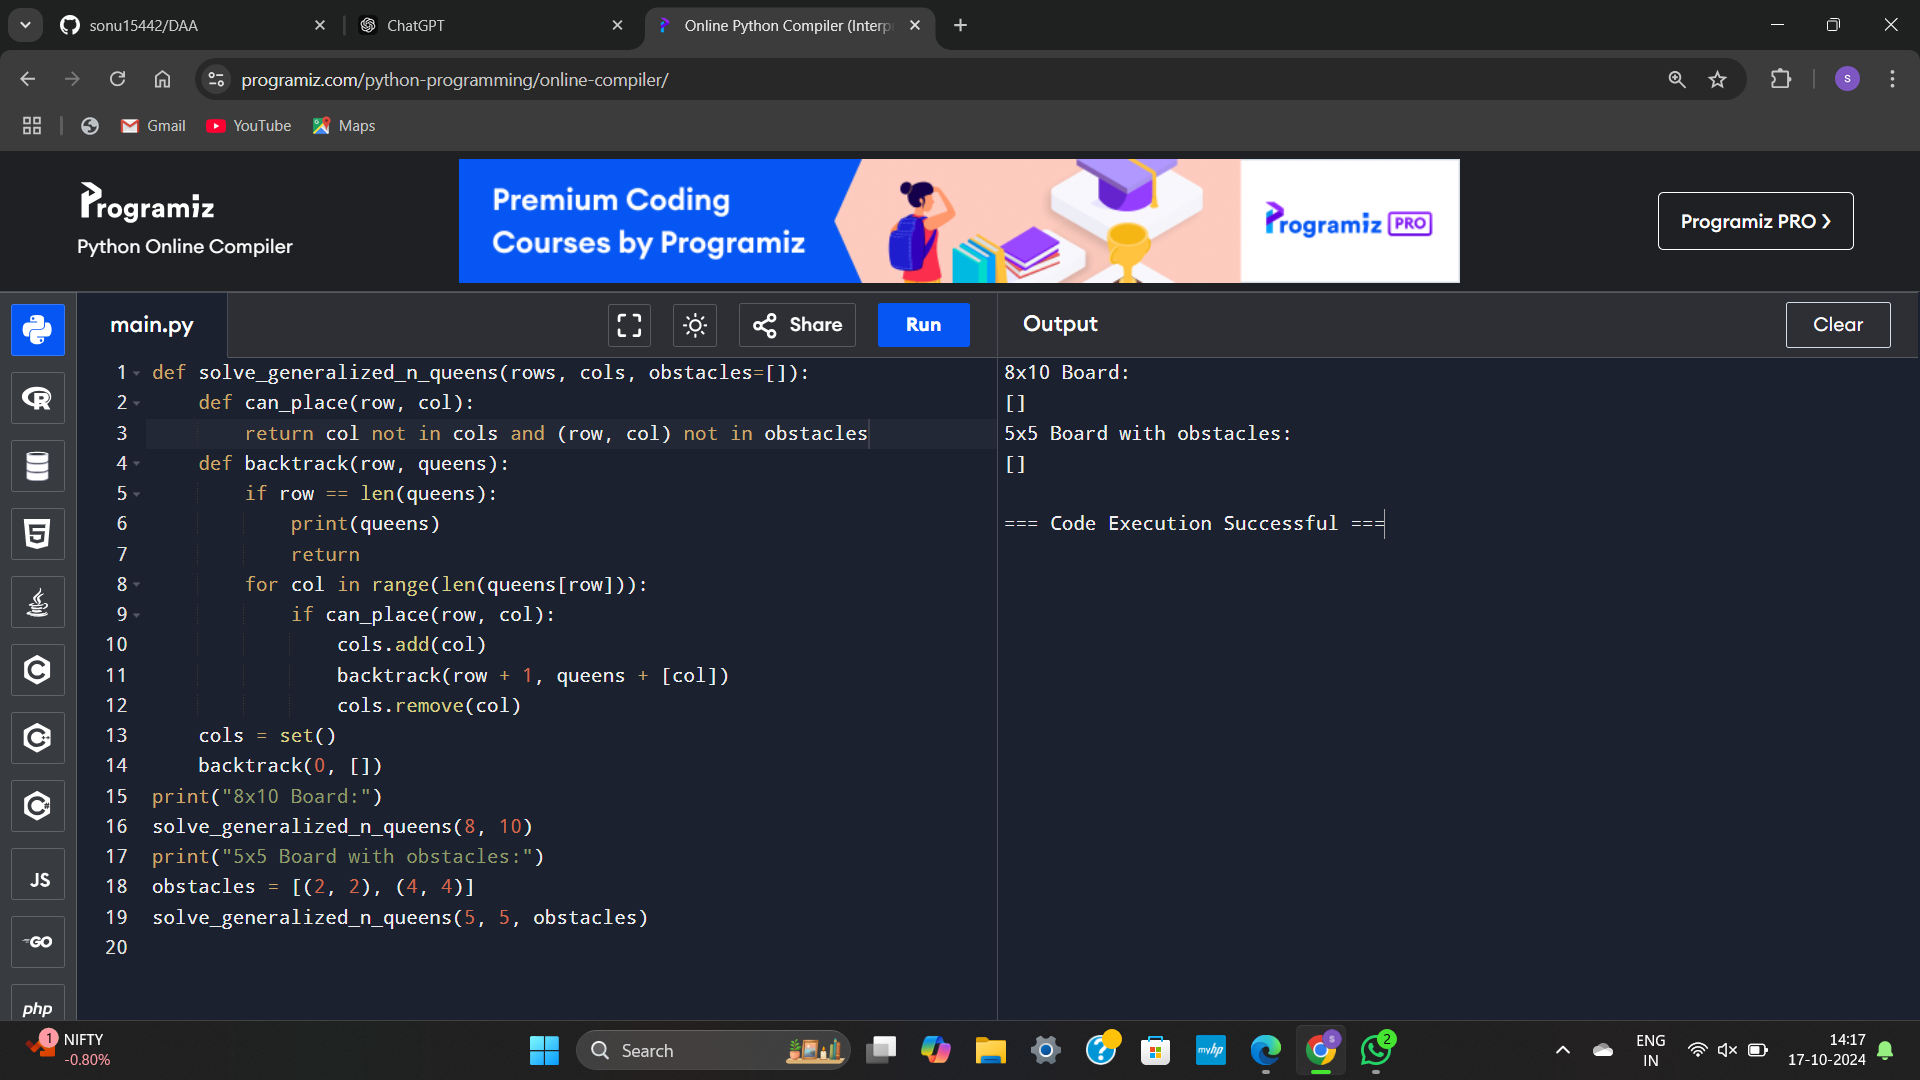 sonu15442/DAA
ChatGPT
Online Python Compiler (Interp
programiz.com/python-programming/online-compiler/
S
Gmail
YouTube
Maps
Programiz
Python Online Compiler
Premium Coding
Courses by Programiz
Programiz PRO
Programiz PRO ❯
main.py
Share
Run
Output
Clear
1 def solve_generalized_n_queens(rows, cols, obstacles=[]):
2     def can_place(row, col):
3         return col not in cols and (row, col) not in obstacles
4     def backtrack(row, queens):
5         if row == len(queens):
6             print(queens)
7             return
8         for col in range(len(queens[row])):
9             if can_place(row, col):
10                 cols.add(col)
11                 backtrack(row + 1, queens + [col])
12                 cols.remove(col)
13     cols = set()
14     backtrack(0, [])
15 print("8x10 Board:")
16 solve_generalized_n_queens(8, 10)
17 print("5x5 Board with obstacles:")
18 obstacles = [(2, 2), (4, 4)]
19 solve_generalized_n_queens(5, 5, obstacles)
20
8x10 Board:
[]
5x5 Board with obstacles:
[]
=== Code Execution Successful ===
R
5
C
C++
C#
JS
GO
php
1
NIFTY
-0.80%
Search
myhp
S
2
ENG
IN
14:17
17-10-2024